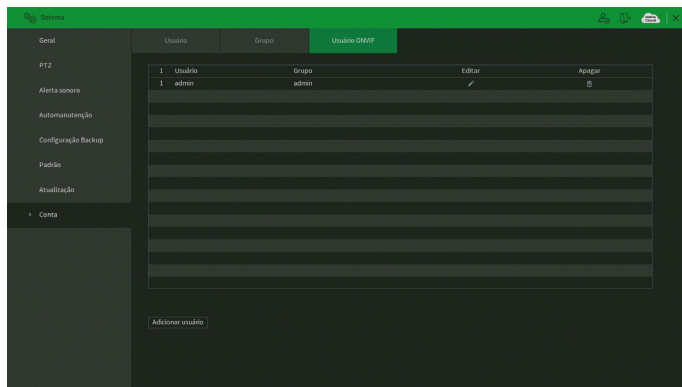 Sistema
Geral
PTZ
Alerta sonoro
Automanutenção
Configuração Backup
Padrão
Atualização
> Conta
Usuário Grupo Usuário ONVIF
1 Usuário Grupo Editar Apagar
1 admin admin
Adicionar usuário